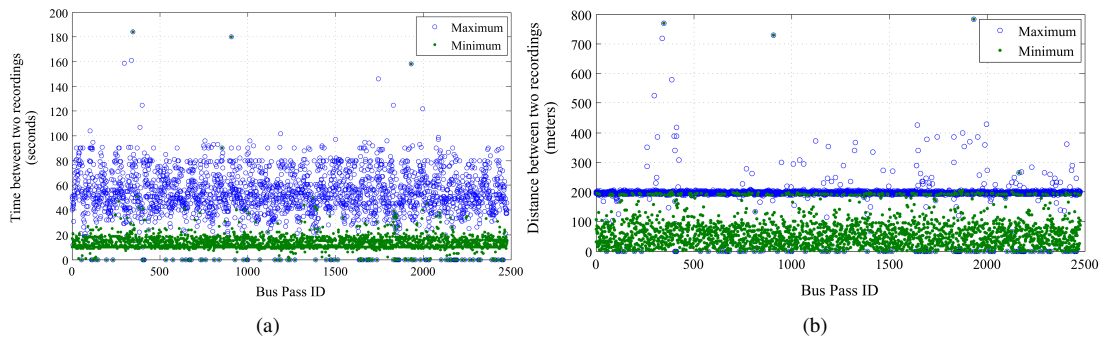 200
180
160
140
120
100
80
60
40
20
0
0 500 1000 1500 2000 2500
Time between two recordings
(seconds)
Bus Pass ID
Maximum
Minimum
(a)
800
700
600
500
400
300
200
100
0
0 500 1000 1500 2000 2500
Distance between two recordings
(meters)
Bus Pass ID
Maximum
Minimum
(b)